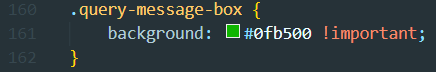 160 .query-message-box {
161     background: #0fb500 !important;
162 }